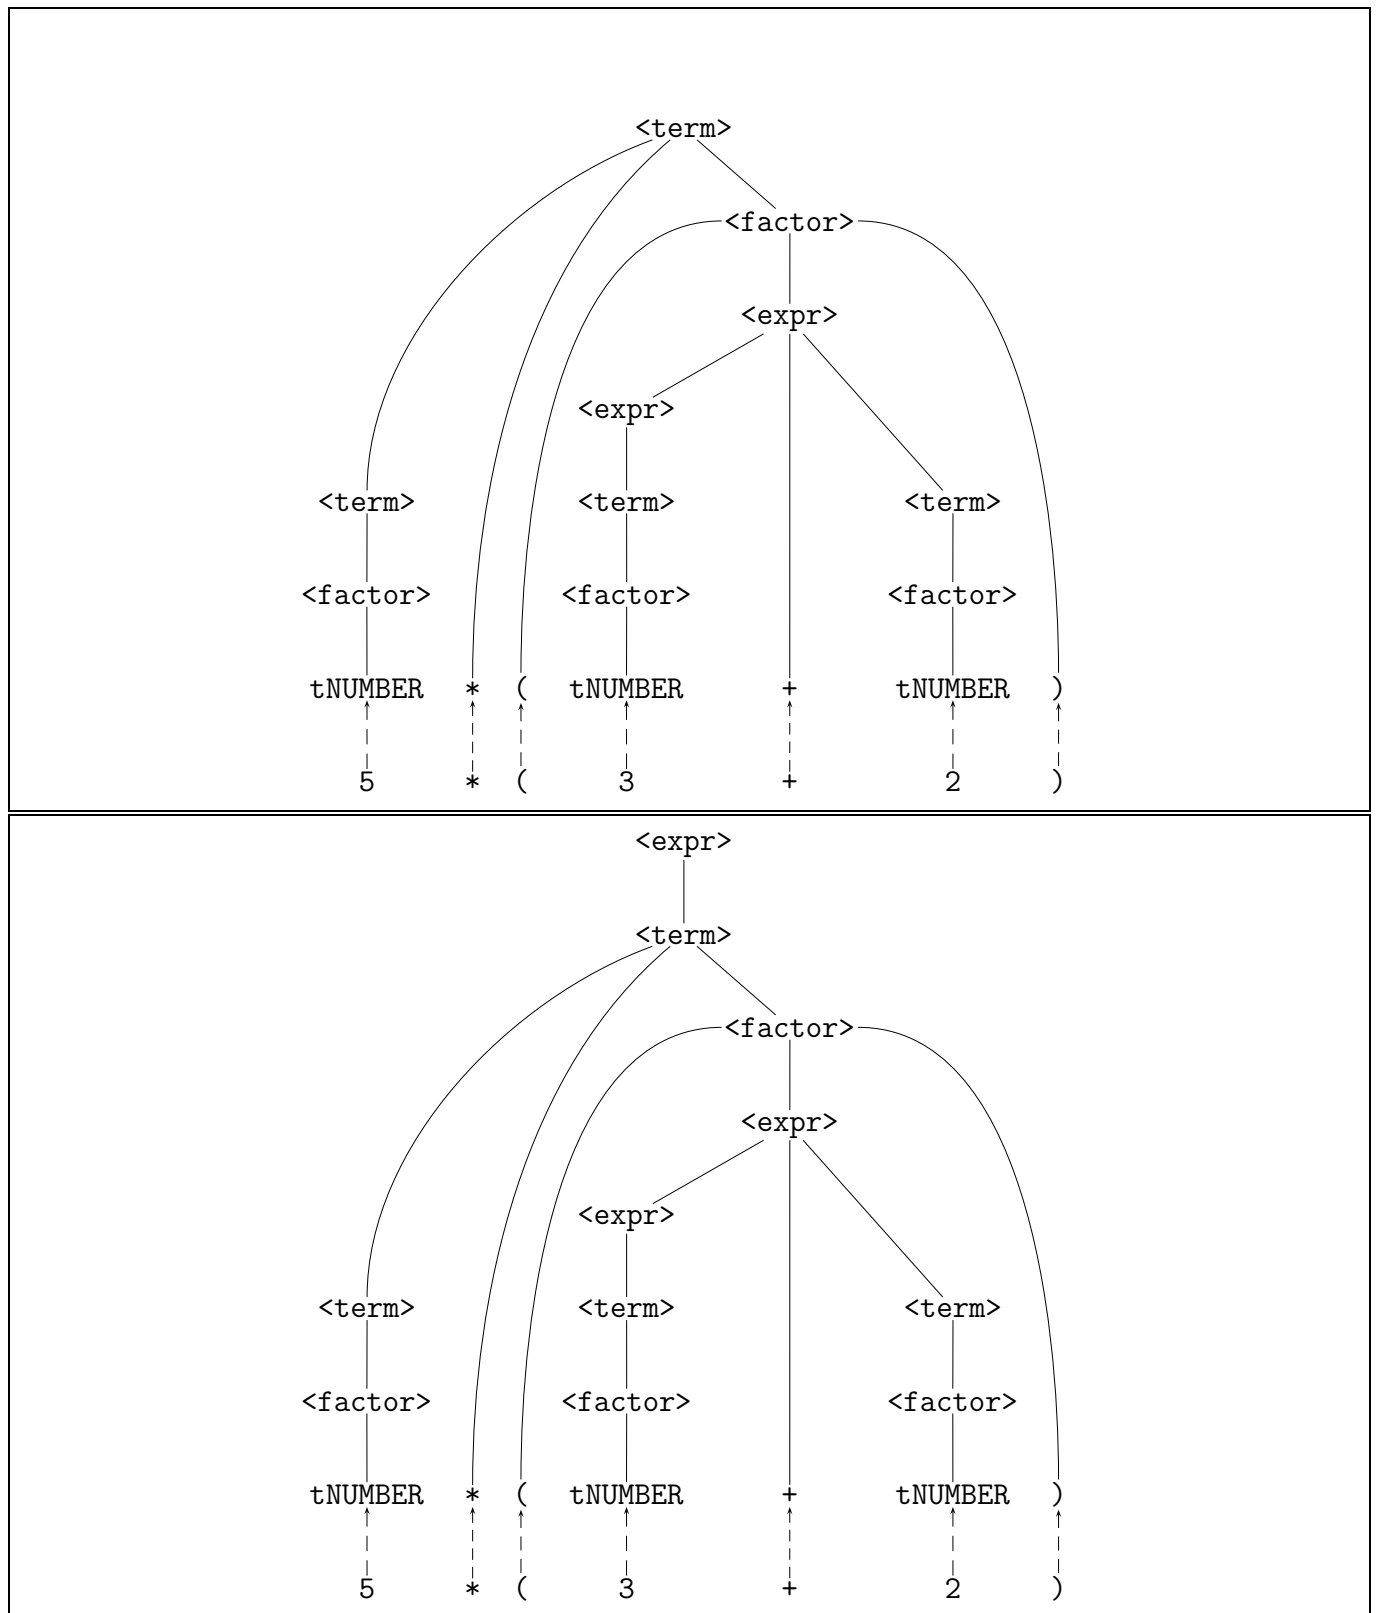 <term>
<factor>
<expr>
<expr>
<term> <term> <term>
<factor> <factor> <factor>
tNUMBER * ( tNUMBER + tNUMBER )
5 * ( 3 + 2 )
<expr>
<term>
<factor>
<expr>
<expr>
<term> <term> <term>
<factor> <factor> <factor>
tNUMBER * ( tNUMBER + tNUMBER )
5 * ( 3 + 2 )